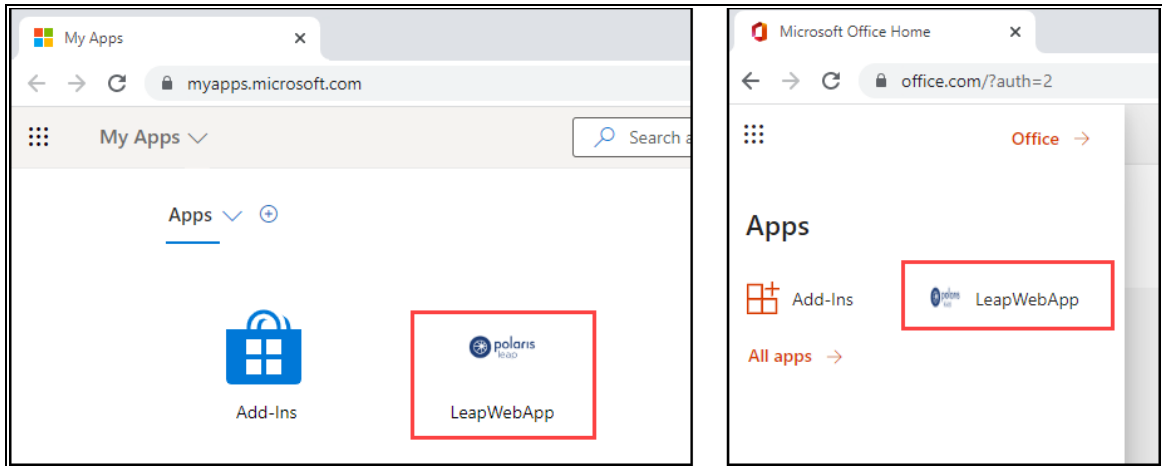 My Apps
myapps.microsoft.com
My Apps
Search a
Apps
polaris
leap
Add-Ins
LeapWebApp
Microsoft Office Home
office.com/?auth=2
Office
Apps
Add-Ins
polaris
LeapWebApp
All apps